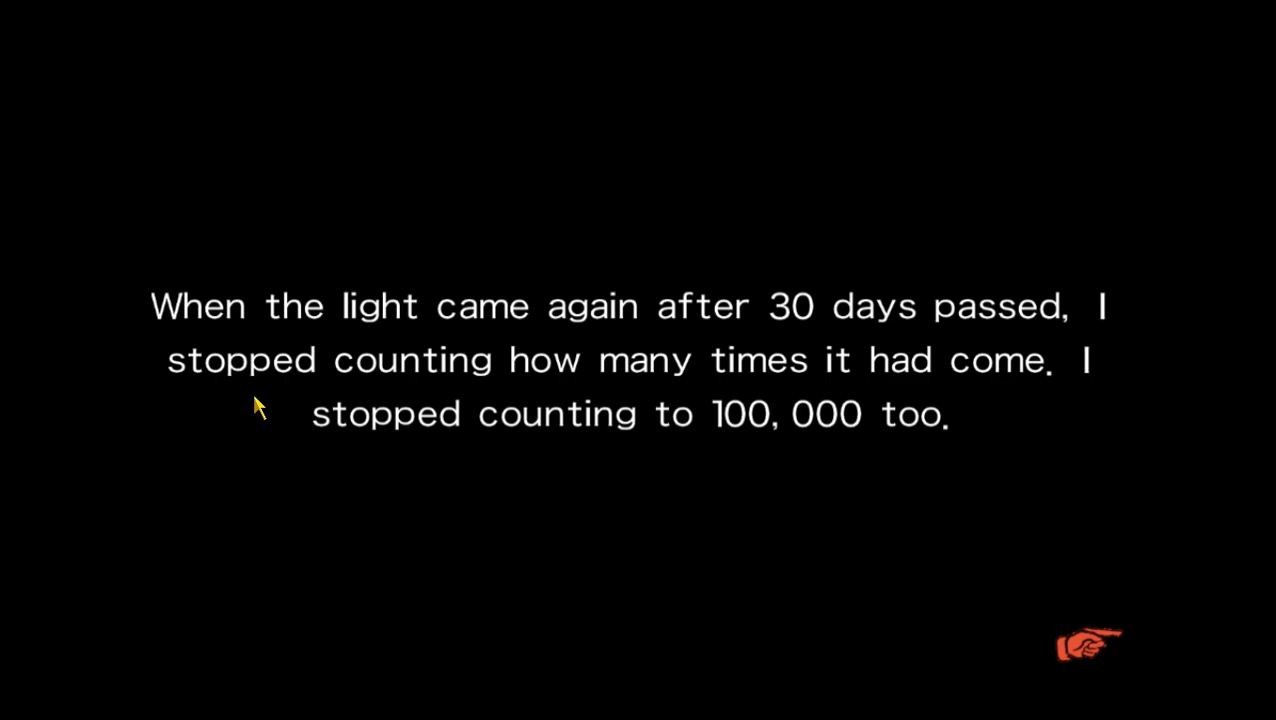 When the light came again after 30 days passed, I
stopped counting how many times it had come. I
stopped counting to 100,000 too.